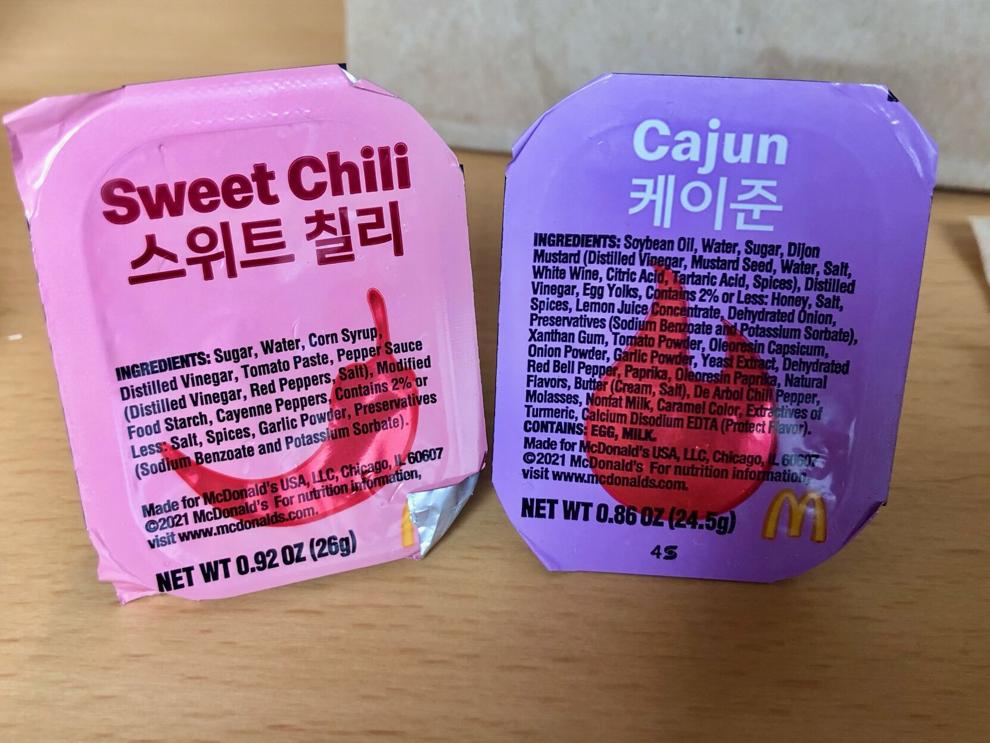 Sweet Chili
스위트 칠리
INGREDIENTS: Sugar, Water, Corn Syrup,
Distilled Vinegar, Tomato Paste, Pepper Sauce
(Distilled Vinegar, Red Peppers, Salt), Modified
Food Starch, Cayenne Peppers, Contains 2% or
Less: Salt, Spices, Garlic Powder, Preservatives
(Sodium Benzoate and Potassium Sorbate).
Made for McDonald's USA, LLC, Chicago, IL 60607
©2021 McDonald's For nutrition information,
visit www.mcdonalds.com.
NET WT 0.92 OZ (26g)
Cajun
케이준
INGREDIENTS: Soybean Oil, Water, Sugar, Dijon
Mustard (Distilled Vinegar, Mustard Seed, Water, Salt,
White Wine, Citric Acid, Tartaric Acid, Spices), Distilled
Vinegar, Egg Yolks, Contains 2% or Less: Honey, Salt,
Spices, Lemon Juice Concentrate, Dehydrated Onion,
Preservatives (Sodium Benzoate and Potassium Sorbate),
Xanthan Gum, Tomato Powder, Oleoresin Capsicum,
Onion Powder, Garlic Powder, Yeast Extract, Dehydrated
Red Bell Pepper, Paprika, Oleoresin Paprika, Natural
Flavors, Butter (Cream, Salt), De Arbol Chili Pepper,
Molasses, Nonfat Milk, Caramel Color, Extractives of
Turmeric, Calcium Disodium EDTA (Protect Flavor).
CONTAINS: EGG, MILK.
Made for McDonald's USA, LLC, Chicago, IL 60607
©2021 McDonald's For nutrition information,
visit www.mcdonalds.com.
NET WT 0.86 OZ (24.5g)
45